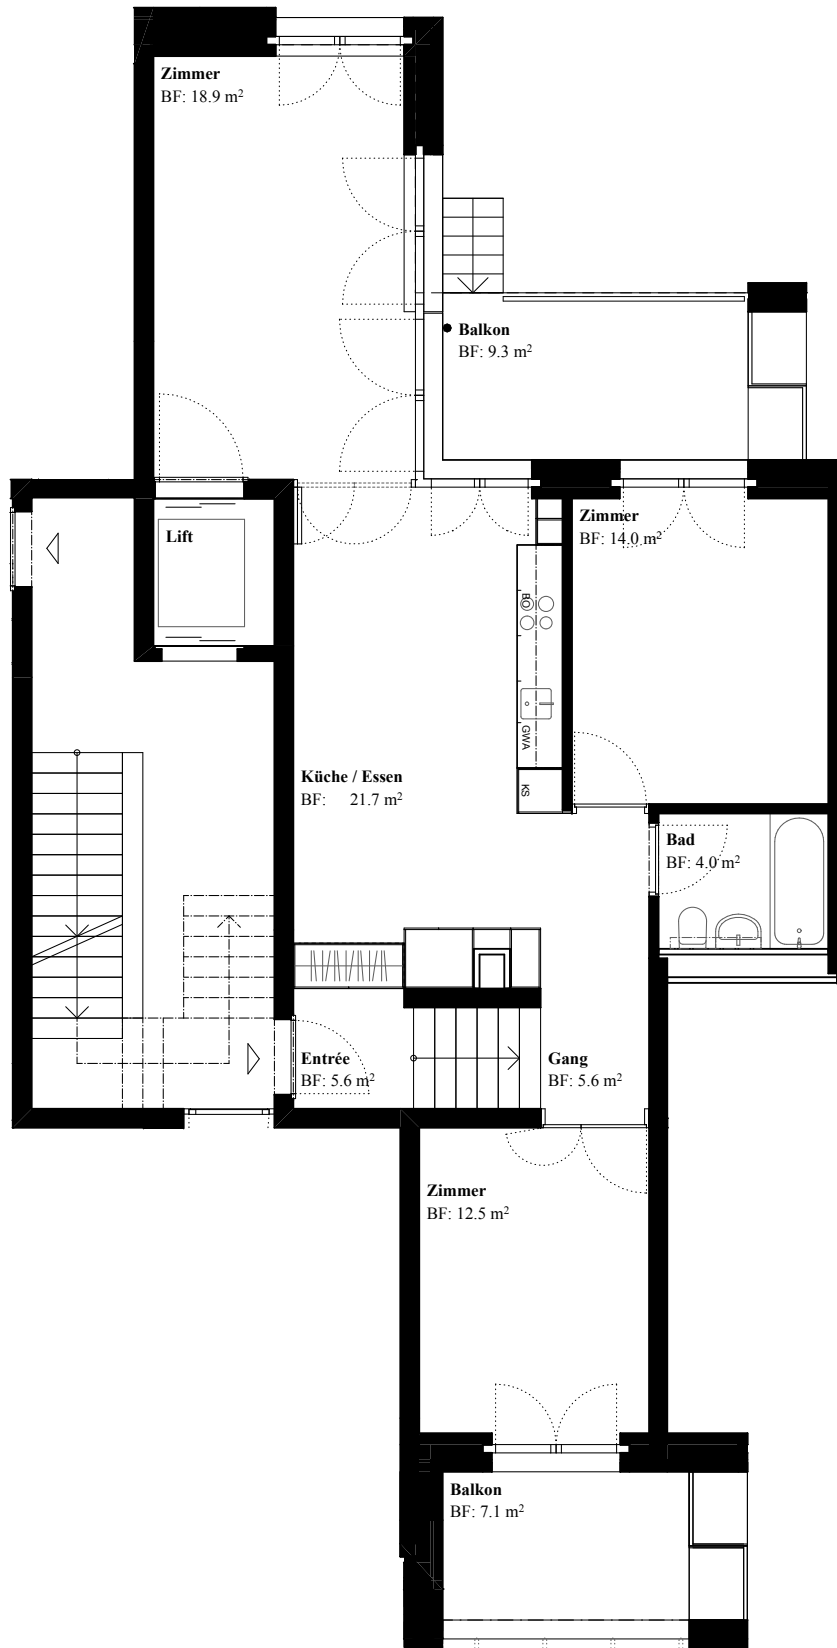 Zimmer
BF: 18.9 m²
Balkon
BF: 9.3 m²
Zimmer
BF: 14.0 m²
Lift
BO
GWA
KS
Küche / Essen
BF: 21.7 m²
Bad
BF: 4.0 m²
Entrée
BF: 5.6 m²
Gang
BF: 5.6 m²
Zimmer
BF: 12.5 m²
Balkon
BF: 7.1 m²